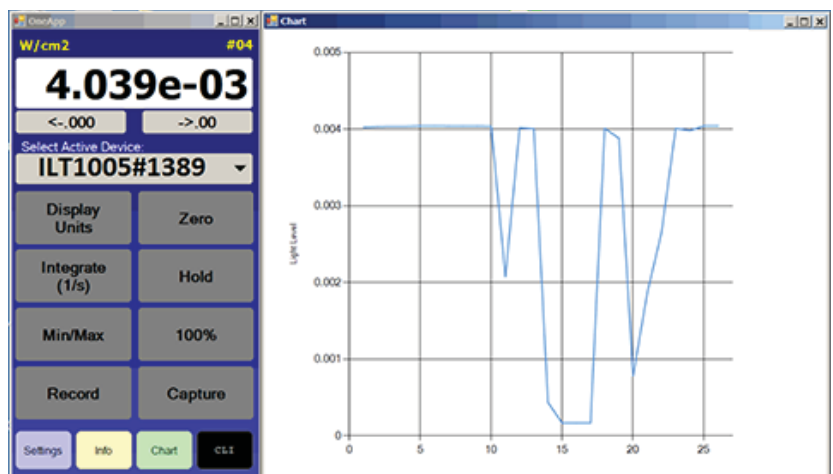 OneApp
W/cm2 #04
4.039e-03
<-.000 ->.00
Select Active Device:
ILT1005#1389
Display Units Zero
Integrate (1/s) Hold
Min/Max 100%
Record Capture
Settings Info Chart CLI
Chart
0.005
0.004
0.003
0.002
0.001
0
Light Level
0 5 10 15 20 25